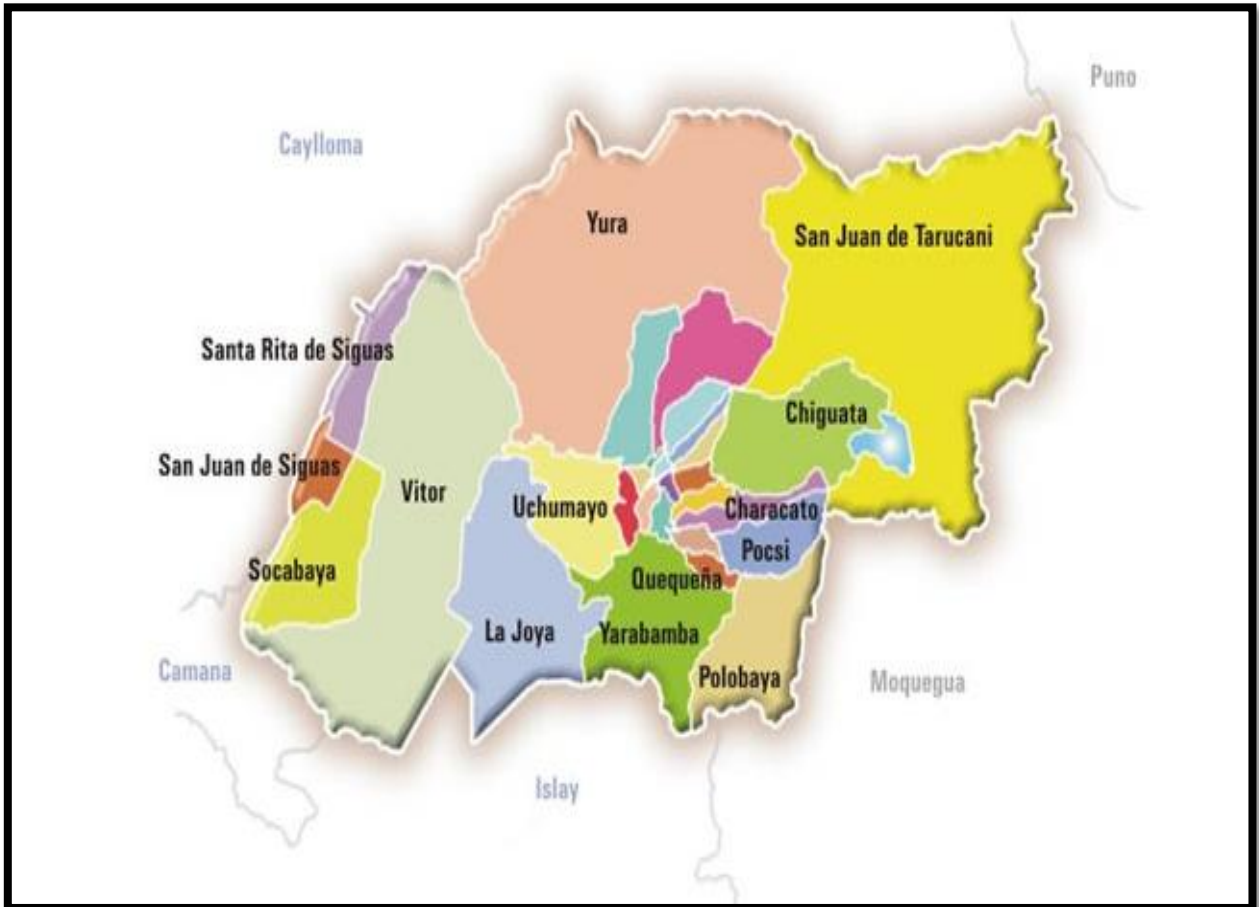 Puno
Caylloma
Yura
San Juan de Tarucani
Santa Rita de Siguas
Chiguata
San Juan de Siguas
Vitor
Uchumayo
Characato
Pocsi
Socabaya
Quequeña
La Joya
Yarabamba
Camana
Polobaya
Moquegua
Islay